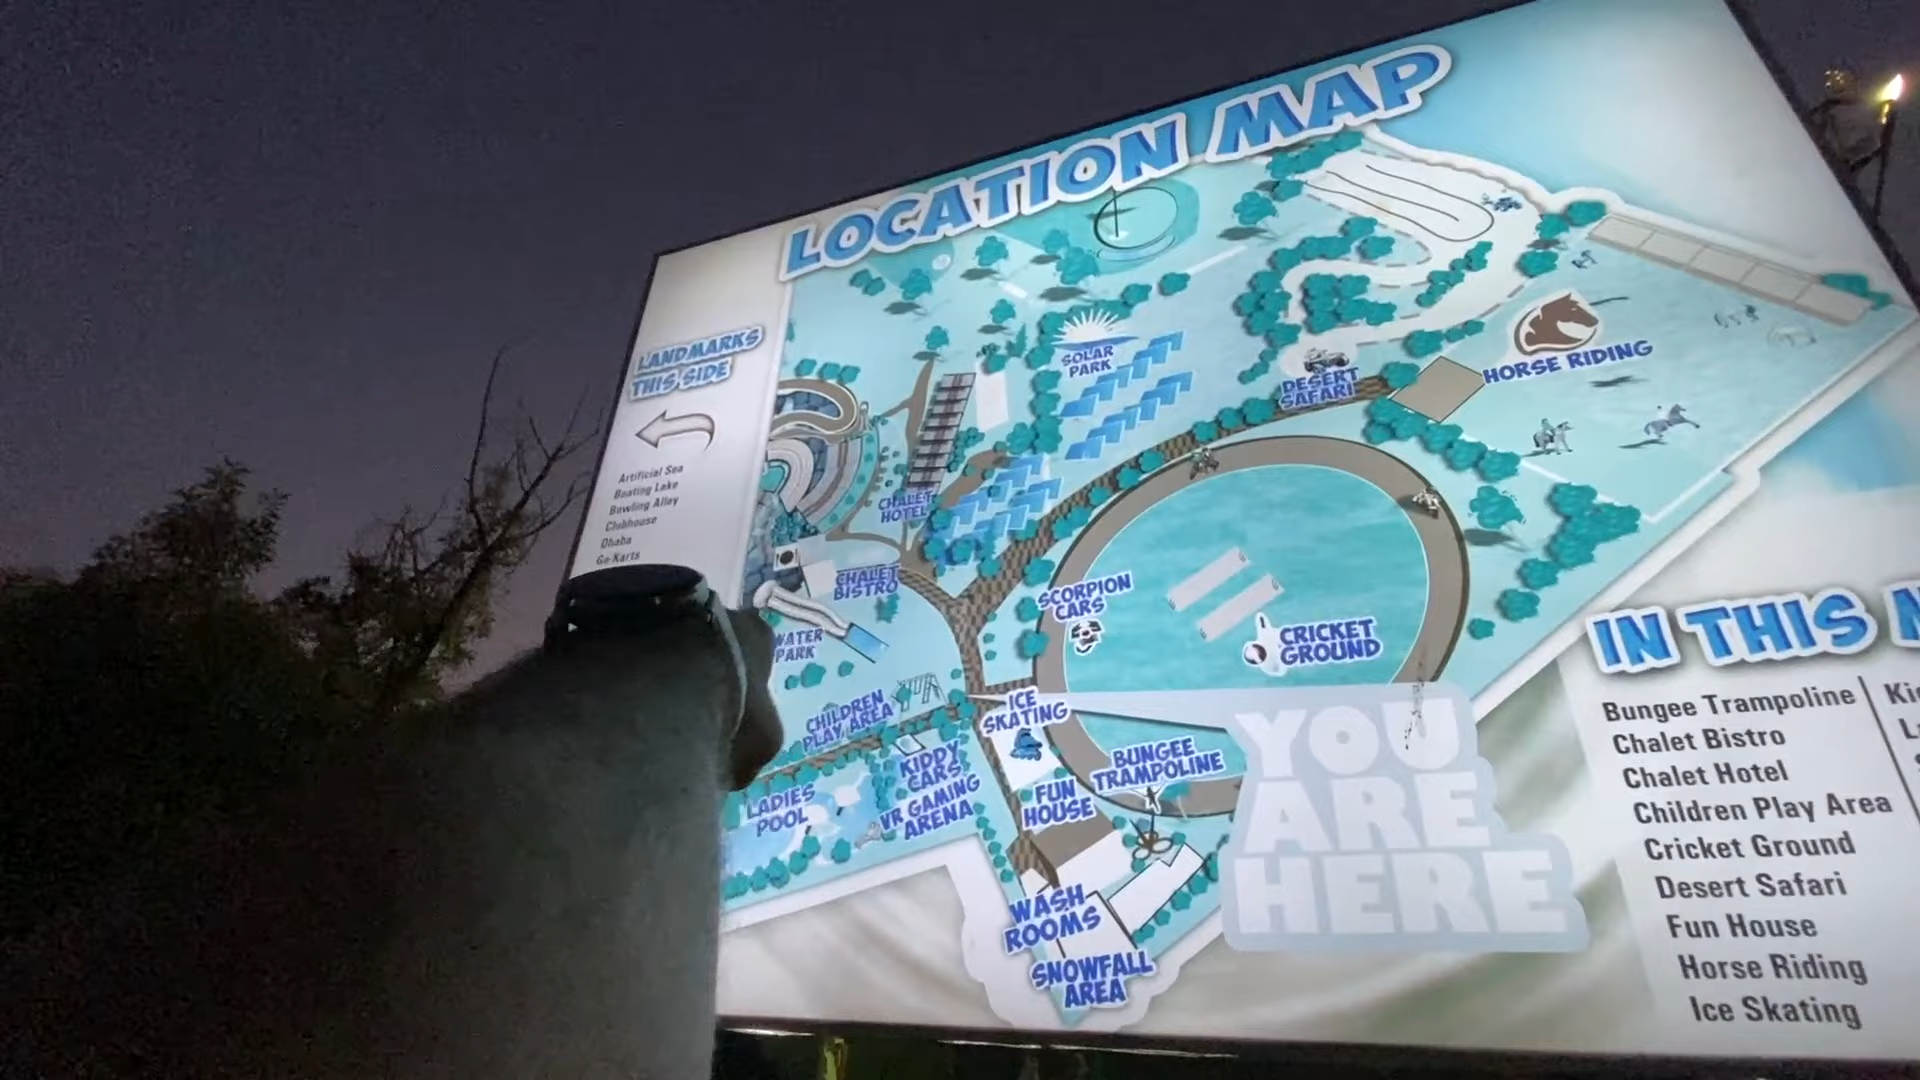 LOCATION MAP
LANDMARKS
THIS SIDE
Artificial Sea
Boating Lake
Bowling Alley
Clubhouse
Dhaba
Go-Karts
SOLAR
PARK
DESERT
SAFARI
HORSE RIDING
CHALET
HOTEL
CHALET
BISTRO
SCORPION
CARS
CRICKET
GROUND
WATER
PARK
CHILDREN
PLAY AREA
ICE
SKATING
KIDDY
CARS
BUNGEE
TRAMPOLINE
LADIES
POOL
VR GAMING
ARENA
FUN
HOUSE
WASH
ROOMS
SNOWFALL
AREA
YOU
ARE
HERE
IN THIS
Bungee Trampoline
Chalet Bistro
Chalet Hotel
Children Play Area
Cricket Ground
Desert Safari
Fun House
Horse Riding
Ice Skating